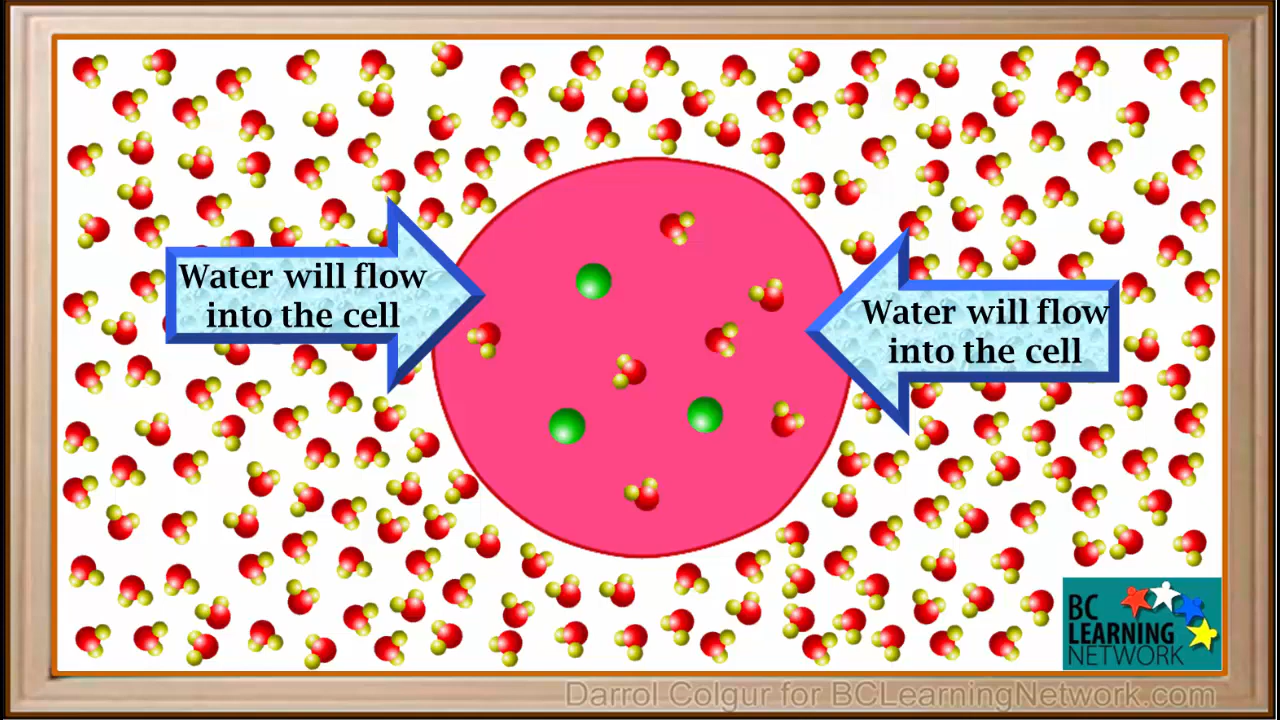 Water will flow
into the cell
Water will flow
into the cell
BC
LEARNING
NETWORK
Darrol Colgur for BCLearningNetwork.com